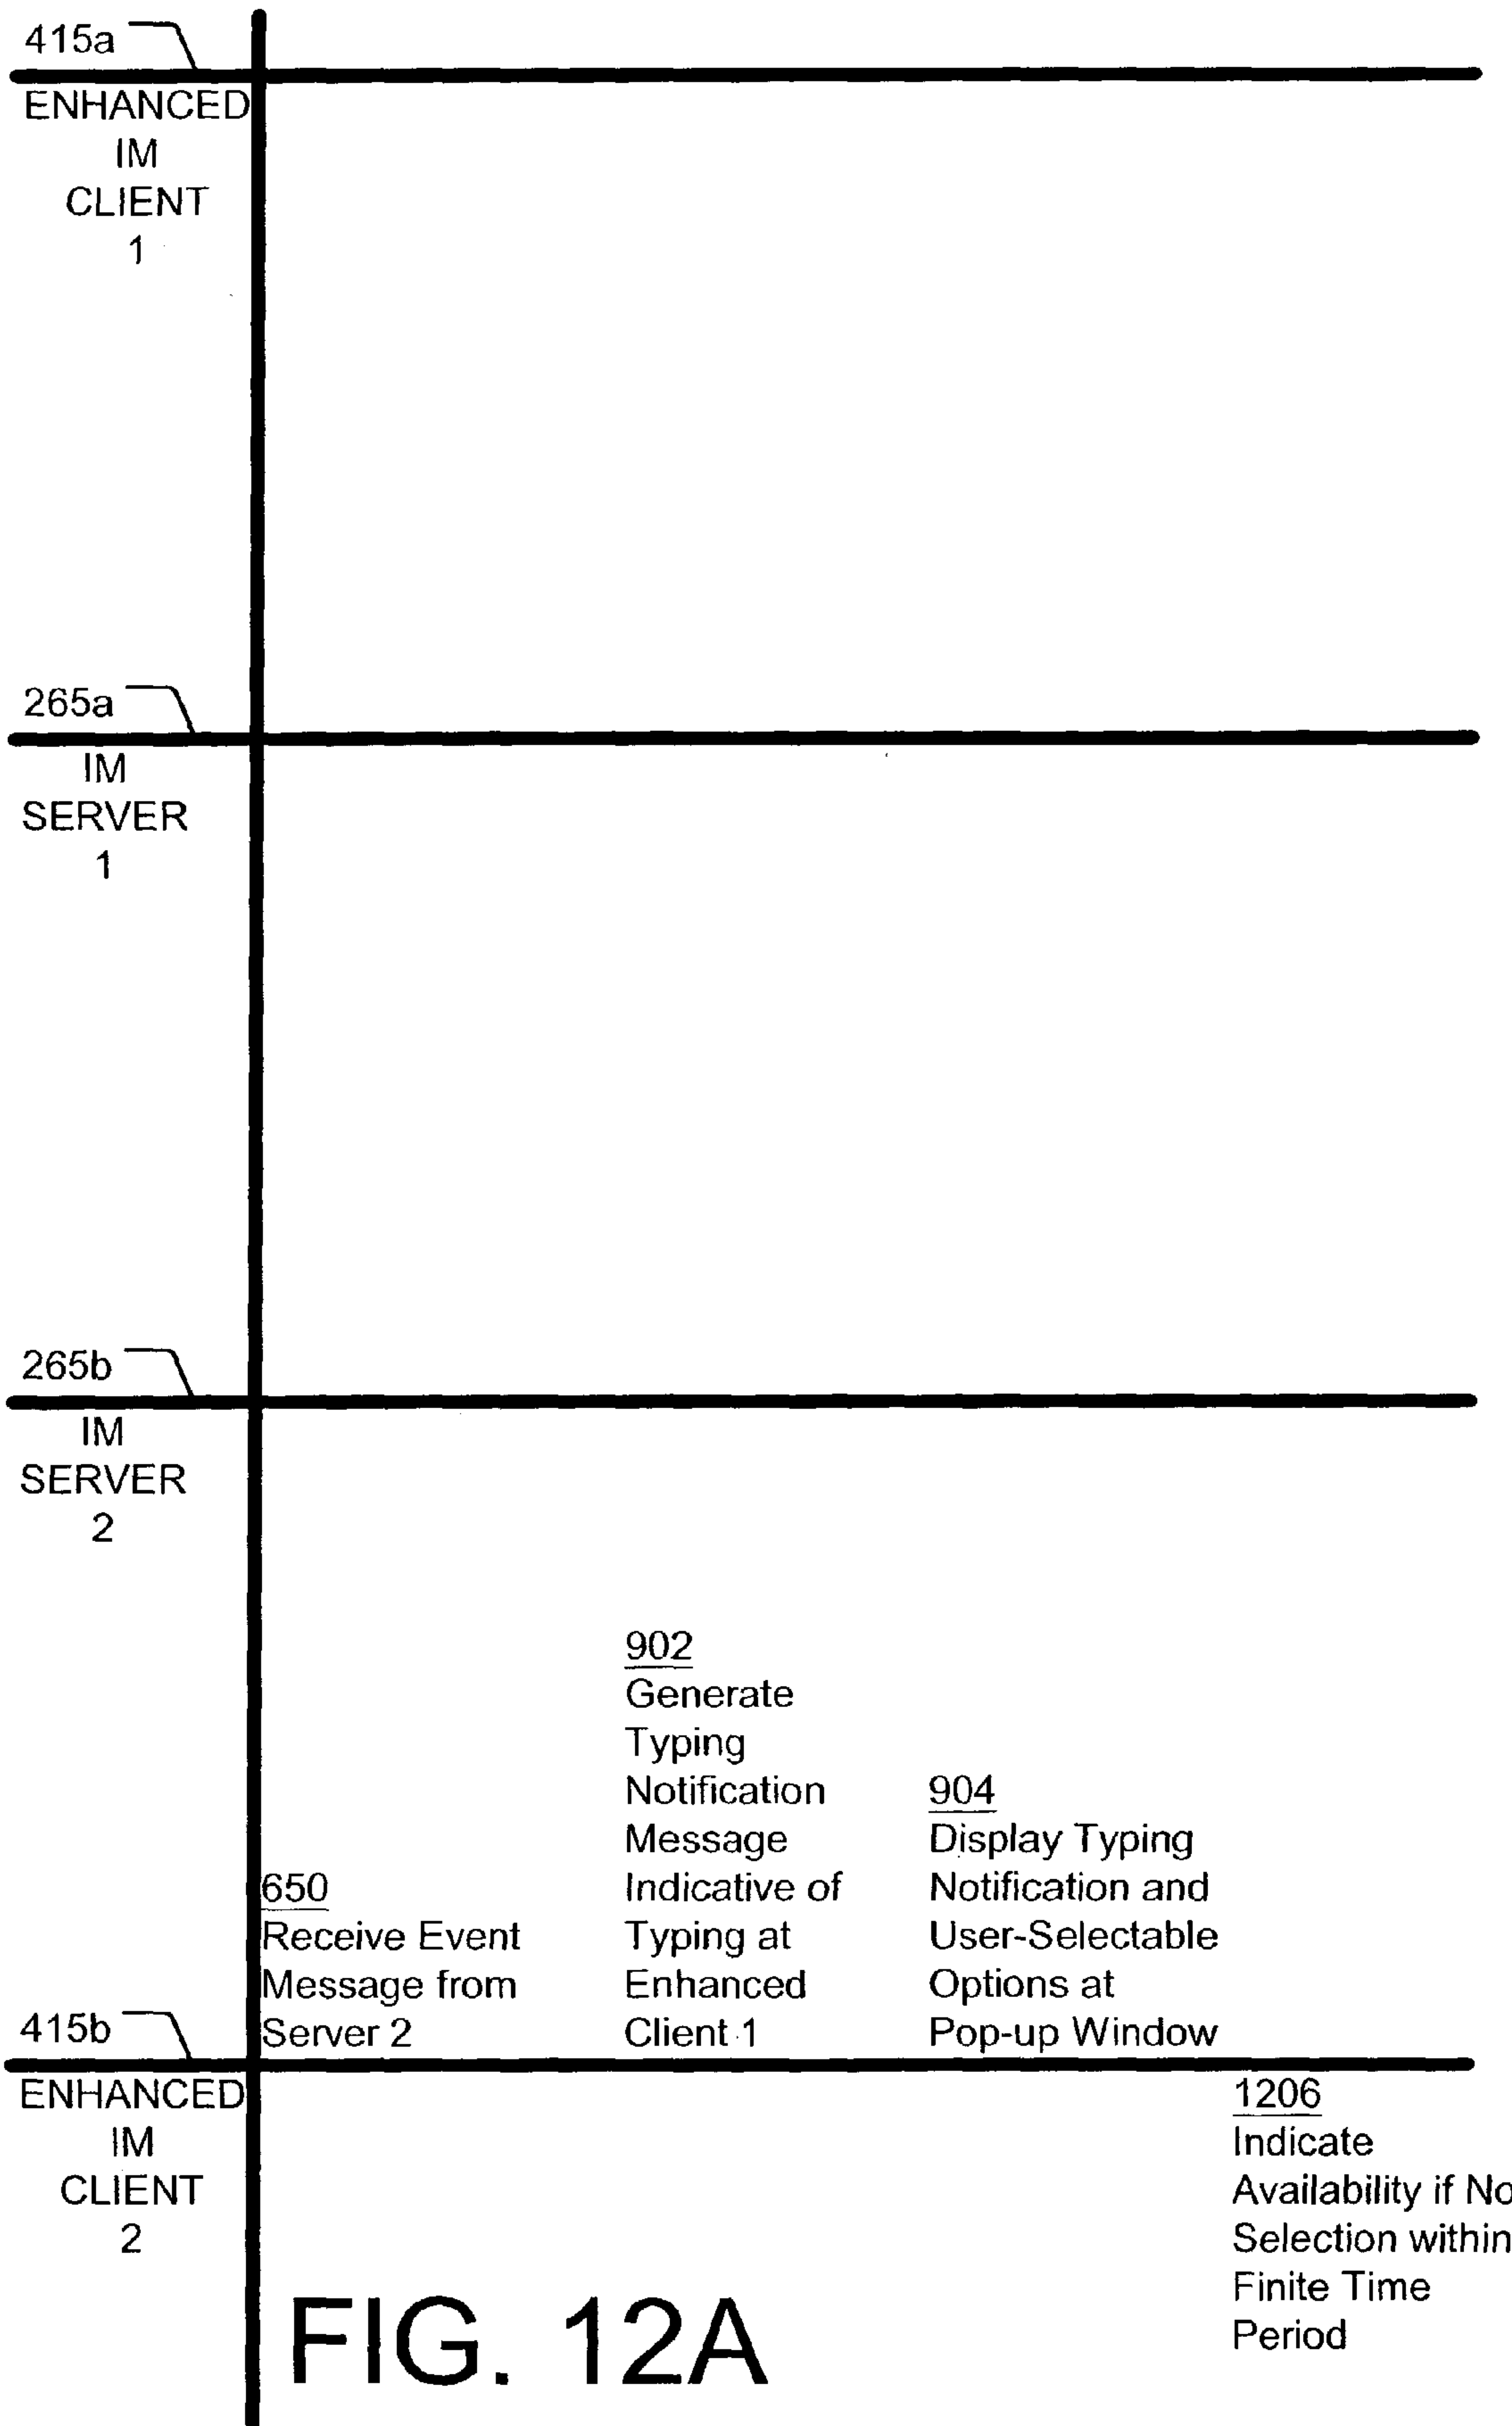 415a
ENHANCED
IM
CLIENT
1
265a
IM
SERVER
1
265b
IM
SERVER
2
650
Receive Event
Message from
Server 2
902
Generate
Typing
Notification
Message
Indicative of
Typing at
Enhanced
Client 1
904
Display Typing
Notification and
User-Selectable
Options at
Pop-up Window
415b
ENHANCED
IM
CLIENT
2
1206
Indicate
Availability if No
Selection within
Finite Time
Period
FIG. 12A